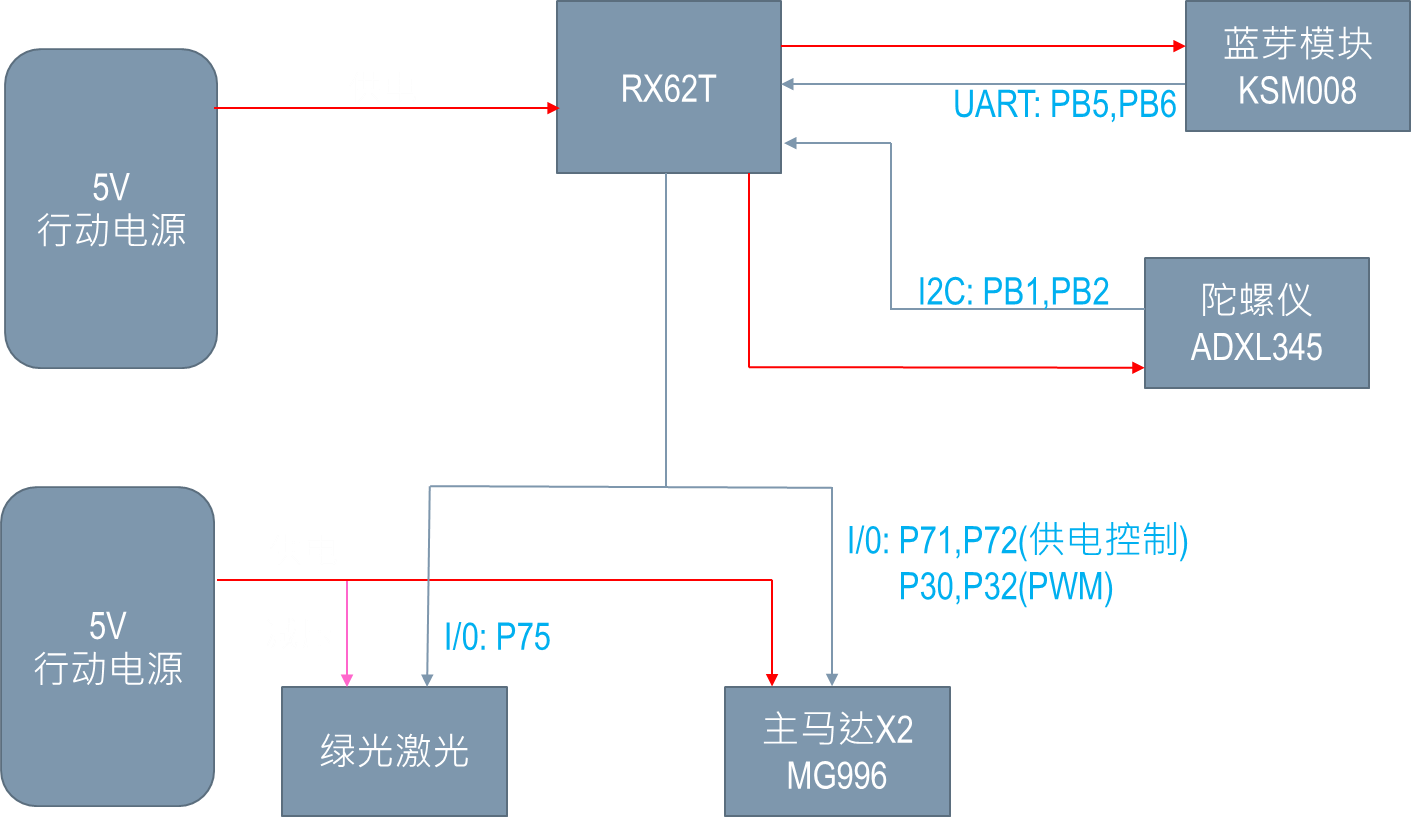 RX62T
蓝芽模块
KSM008
UART: PB5,PB6
5V
行动电源
I2C: PB1,PB2
陀螺仪
ADXL345
I/0: P71,P72(供电控制)
P30,P32(PWM)
5V
行动电源
I/0: P75
绿光激光
主马达X2
MG996